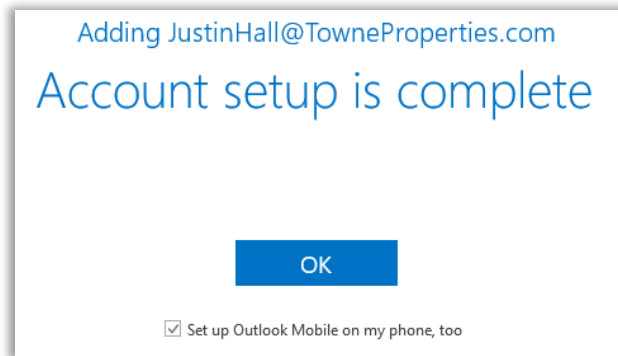 Adding JustinHall@TowneProperties.com
Account setup is complete
OK
Set up Outlook Mobile on my phone, too